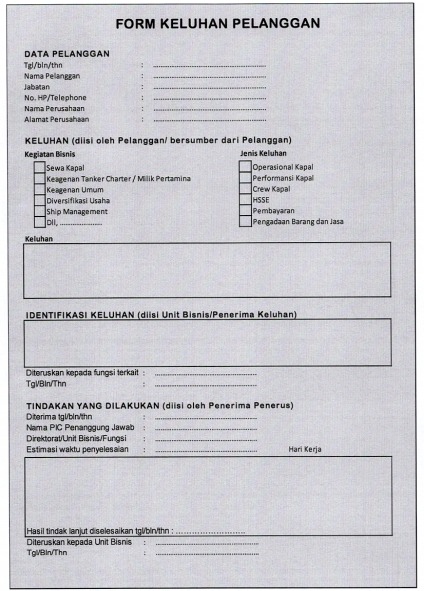 FORM KELUHAN PELANGGAN
DATA PELANGGAN
Tgl/bln/thn : ........................................
Nama Pelanggan : ........................................
Jabatan : ........................................
No. HP/Telephone : ........................................
Nama Perusahaan : ........................................
Alamat Perusahaan : ........................................
KELUHAN (diisi oleh Pelanggan/ bersumber dari Pelanggan)
Kegiatan Bisnis
Sewa Kapal
Keagenan Tanker Charter / Milik Pertamina
Keagenan Umum
Diversifikasi Usaha
Ship Management
Dll, ................
Jenis Keluhan
Operasional Kapal
Performansi Kapal
Crew Kapal
HSSE
Pembayaran
Pengadaan Barang dan Jasa
Keluhan
IDENTIFIKASI KELUHAN (diisi Unit Bisnis/Penerima Keluhan)
Diteruskan kepada fungsi terkait : ........................................
Tgl/Bln/Thn : ........................................
TINDAKAN YANG DILAKUKAN (diisi oleh Penerima Penerus)
Diterima tgl/bln/thn : ........................................
Nama PIC Penanggung Jawab : ........................................
Direktorat/Unit Bisnis/Fungsi : ........................................
Estimasi waktu penyelesaian : ........................................ Hari Kerja
Hasil tindak lanjut diselesaikan tgl/bln/thn : ..........................
Diteruskan kepada Unit Bisnis : ........................................
Tgl/Bln/Thn : ........................................